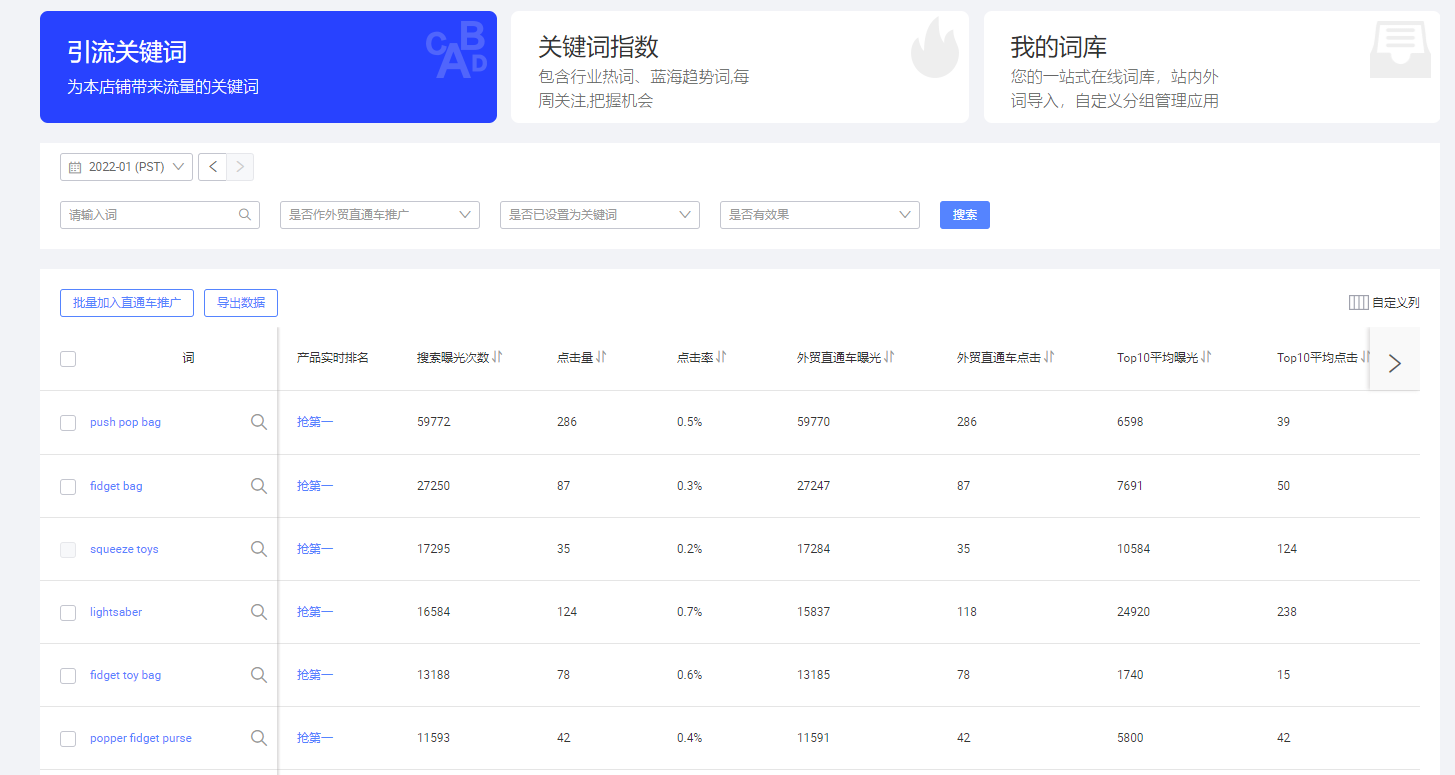 引流关键词
为本店铺带来流量的关键词
CABD
关键词指数
包含行业热词、蓝海趋势词,每
周关注,把握机会
我的词库
您的一站式在线词库，站内外
词导入，自定义分组管理应用
2022-01 (PST)
请输入词 是否作外贸直通车推广 是否已设置为关键词 是否有效果 搜索
批量加入直通车推广 导出数据 自定义列
词 产品实时排名 搜索曝光次数 点击量 点击率 外贸直通车曝光 外贸直通车点击 Top10平均曝光 Top10平均点击
push pop bag 抢第一 59772 286 0.5% 59770 286 6598 39
fidget bag 抢第一 27250 87 0.3% 27247 87 7691 50
squeeze toys 抢第一 17295 35 0.2% 17284 35 10584 124
lightsaber 抢第一 16584 124 0.7% 15837 118 24920 238
fidget toy bag 抢第一 13188 78 0.6% 13185 78 1740 15
popper fidget purse 抢第一 11593 42 0.4% 11591 42 5800 42